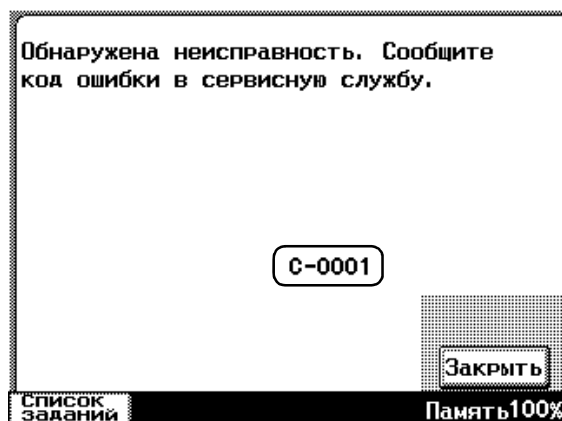 Обнаружена неисправность. Сообщите
код ошибки в сервисную службу.
C-0001
Закрыть
Список
заданий
Память100%